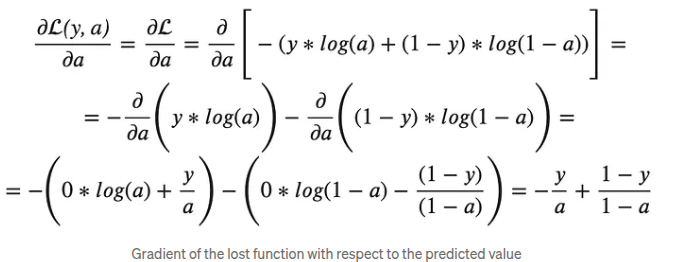 ∂ℒ(y, a)/∂a = ∂ℒ/∂a = ∂/∂a [ − (y ∗ log(a) + (1 − y) ∗ log(1 − a)) ] =
= −∂/∂a ( y ∗ log(a) ) − ∂/∂a ( (1 − y) ∗ log(1 − a) ) =
= −( 0 ∗ log(a) + y/a ) − ( 0 ∗ log(1 − a) − (1 − y)/(1 − a) ) = − y/a + 1 − y/1 − a
Gradient of the lost function with respect to the predicted value